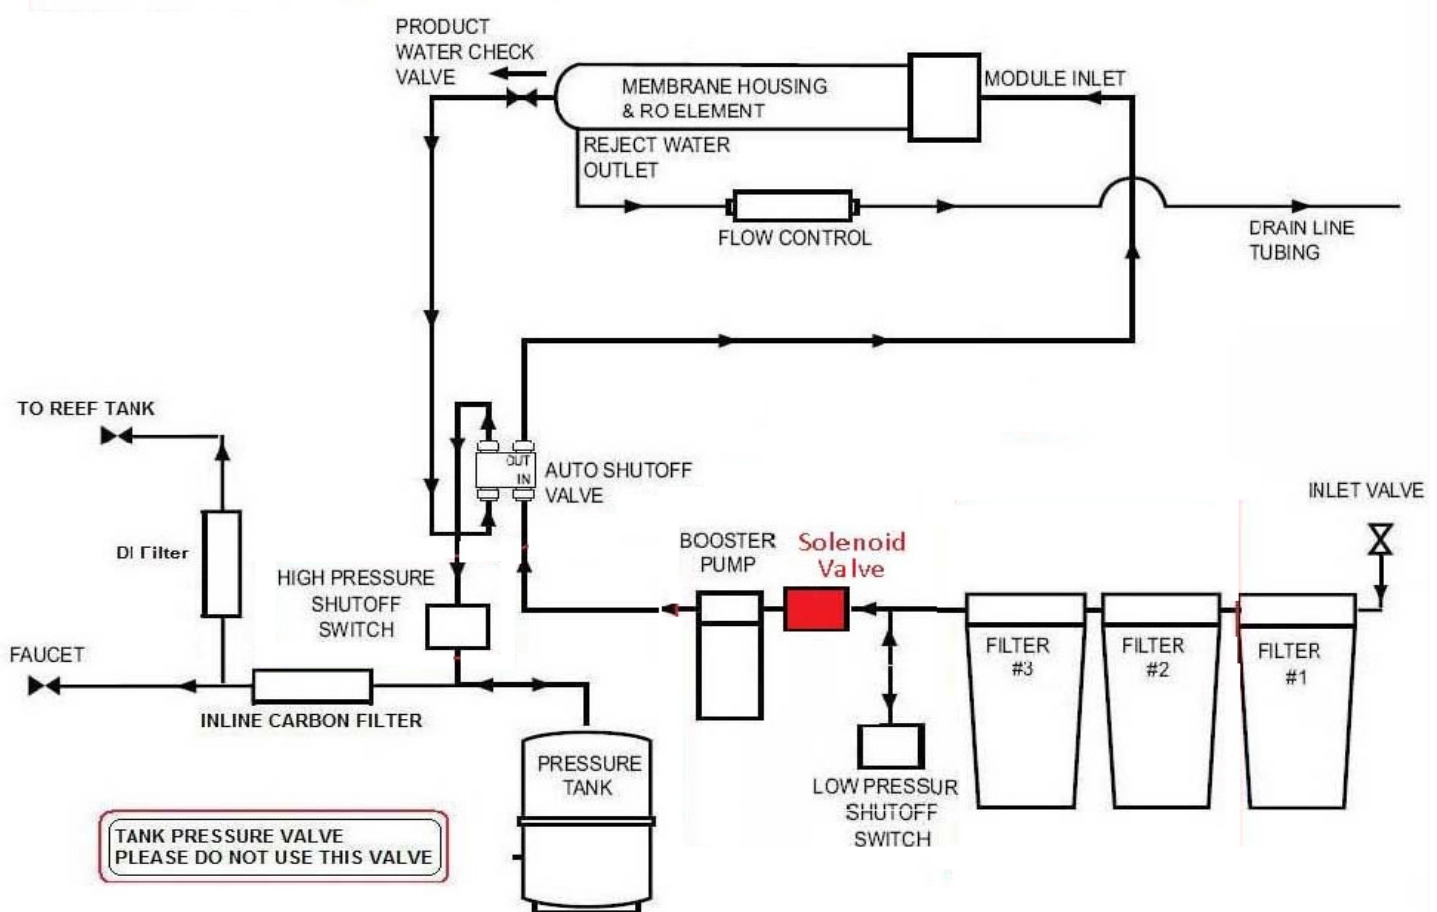 PRODUCT
WATER CHECK
VALVE
MEMBRANE HOUSING
& RO ELEMENT
MODULE INLET
REJECT WATER
OUTLET
FLOW CONTROL
DRAIN LINE
TUBING
TO REEF TANK
OUT
IN
AUTO SHUTOFF
VALVE
INLET VALVE
DI Filter
HIGH PRESSURE
SHUTOFF
SWITCH
BOOSTER
PUMP
Solenoid
Valve
FILTER
#3
FILTER
#2
FILTER
#1
FAUCET
INLINE CARBON FILTER
PRESSURE
TANK
LOW PRESSUR
SHUTOFF
SWITCH
TANK PRESSURE VALVE
PLEASE DO NOT USE THIS VALVE